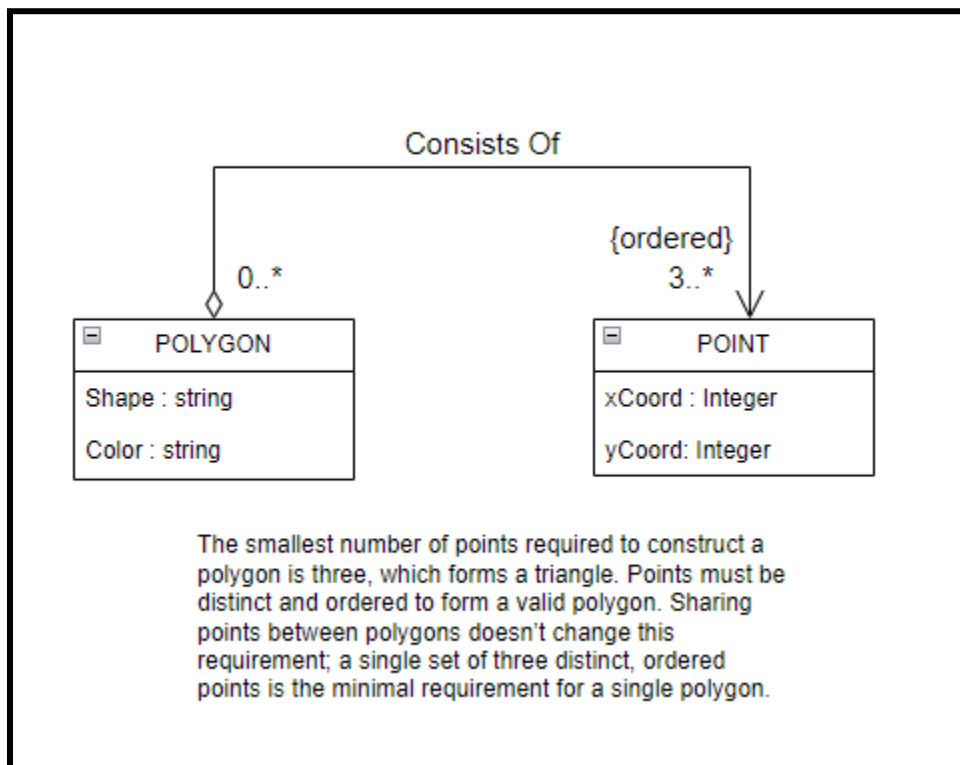 Consists Of
{ordered}
0..*
3..*
POLYGON
Shape : string
Color : string
POINT
xCoord : Integer
yCoord: Integer
The smallest number of points required to construct a
polygon is three, which forms a triangle. Points must be
distinct and ordered to form a valid polygon. Sharing
points between polygons doesn't change this
requirement; a single set of three distinct, ordered
points is the minimal requirement for a single polygon.